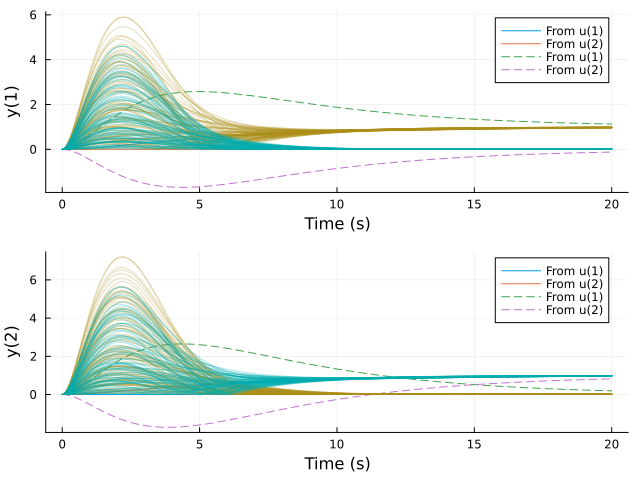 6
4
2
0
y(1)
From u(1)
From u(2)
From u(1)
From u(2)
0 5 10 15 20
Time (s)
6
4
2
0
y(2)
From u(1)
From u(2)
From u(1)
From u(2)
0 5 10 15 20
Time (s)